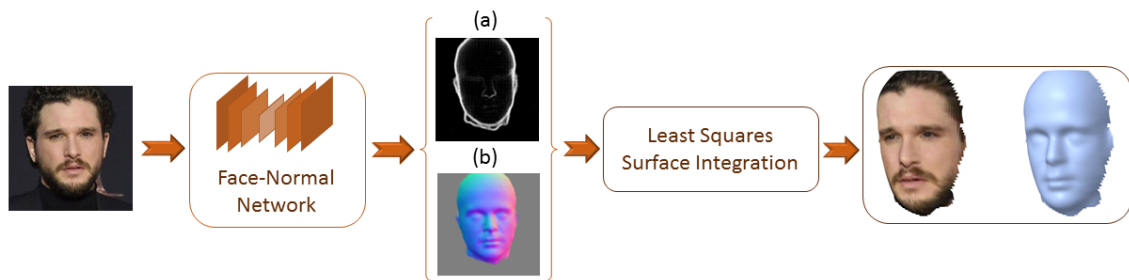 (a)
Face-Normal
Network
(b)
Least Squares
Surface Integration